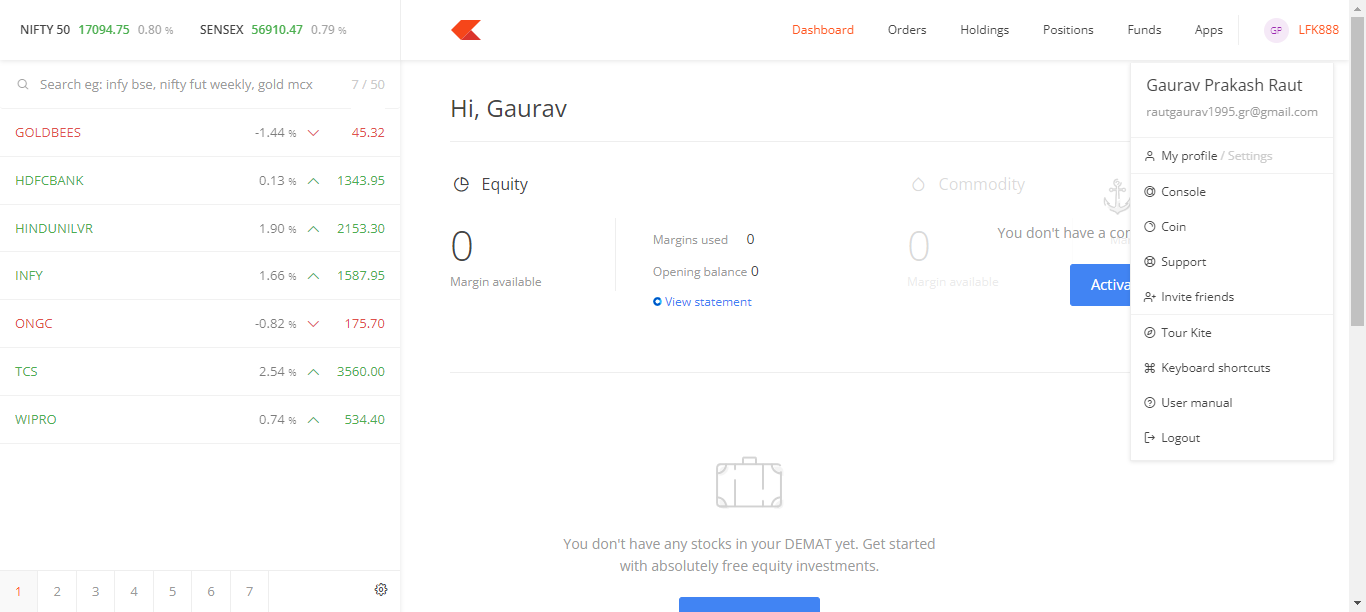 NIFTY 50 17094.75 0.80 % SENSEX 56910.47 0.79 %
Dashboard Orders Holdings Positions Funds Apps GP LFK888
Search eg: infy bse, nifty fut weekly, gold mcx 7 / 50
GOLDBEES -1.44 % 45.32
HDFCBANK 0.13 % 1343.95
HINDUNILVR 1.90 % 2153.30
INFY 1.66 % 1587.95
ONGC -0.82 % 175.70
TCS 2.54 % 3560.00
WIPRO 0.74 % 534.40
1 2 3 4 5 6 7
Hi, Gaurav
Equity
0
Margin available
Margins used 0
Opening balance 0
View statement
Commodity
0
Margin available
You don't have a co
Activa
You don't have any stocks in your DEMAT yet. Get started
with absolutely free equity investments.
Gaurav Prakash Raut
rautgaurav1995.gr@gmail.com
My profile / Settings
Console
Coin
Support
Invite friends
Tour Kite
Keyboard shortcuts
User manual
Logout